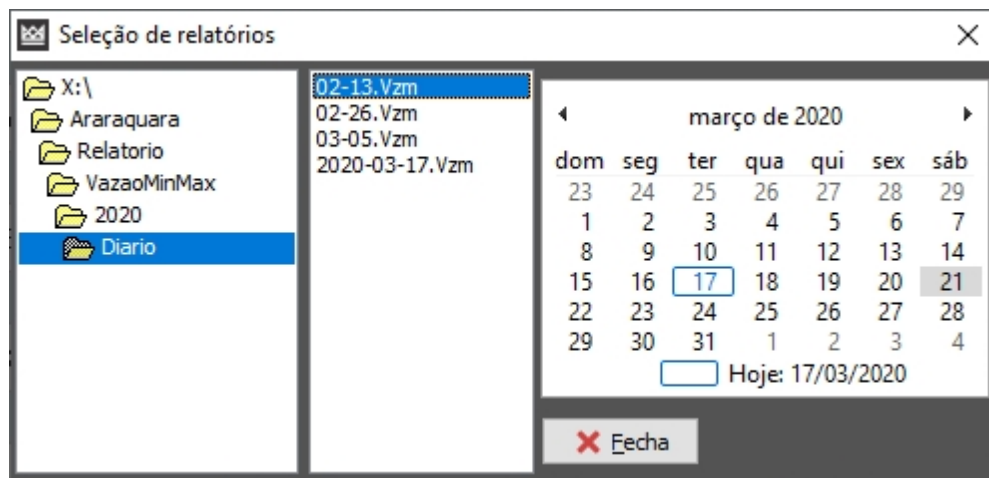 Seleção de relatórios
X:\
Araraquara
Relatorio
VazaoMinMax
2020
Diario
02-13.Vzm
02-26.Vzm
03-05.Vzm
2020-03-17.Vzm
março de 2020
dom seg ter qua qui sex sáb
23 24 25 26 27 28 29
1 2 3 4 5 6 7
8 9 10 11 12 13 14
15 16 17 18 19 20 21
22 23 24 25 26 27 28
29 30 31 1 2 3 4
Hoje: 17/03/2020
Fecha